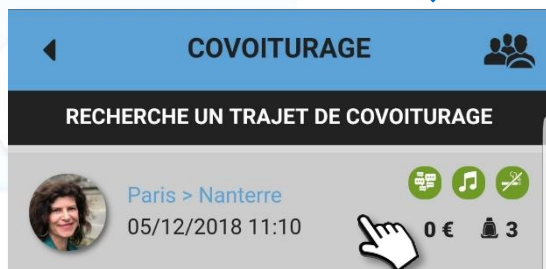 COVOITURAGE
RECHERCHE UN TRAJET DE COVOITURAGE
Paris > Nanterre
05/12/2018 11:10
0 € 3